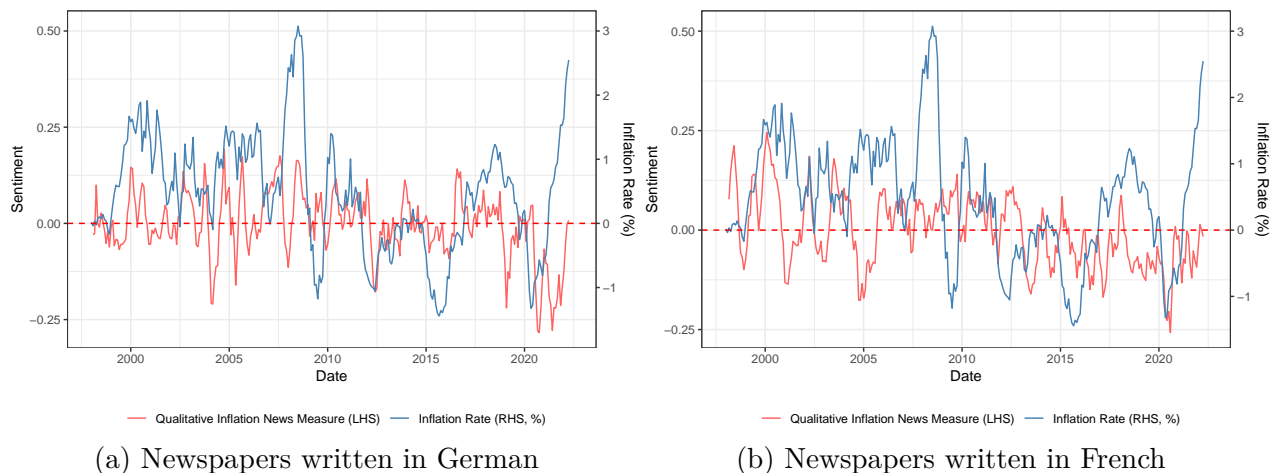 0.50
0.25
0.00
−0.25
Sentiment
3
2
1
0
−1
Inflation Rate (%)
2000 2005 2010 2015 2020
Date
Qualitative Inflation News Measure (LHS) Inflation Rate (RHS, %)
(a) Newspapers written in German
0.50
0.25
0.00
−0.25
Sentiment
3
2
1
0
−1
Inflation Rate (%)
2000 2005 2010 2015 2020
Date
Qualitative Inflation News Measure (LHS) Inflation Rate (RHS, %)
(b) Newspapers written in French